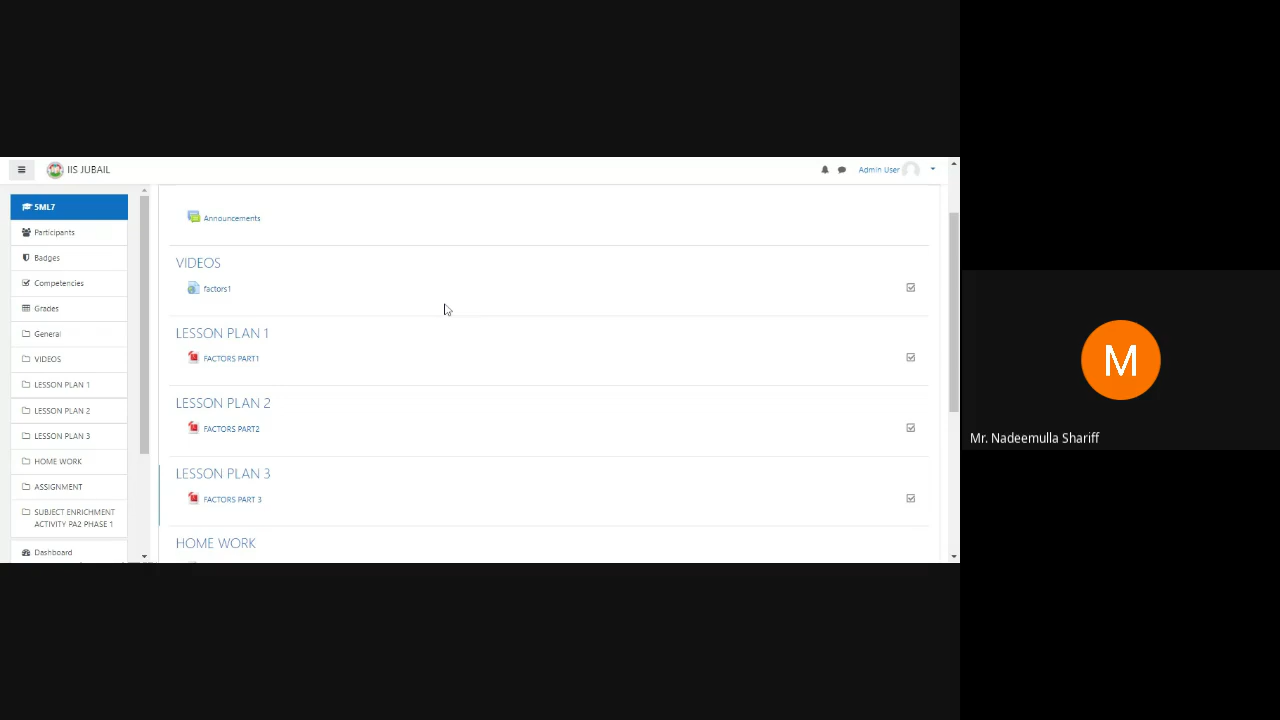 IIS JUBAIL
Admin User
5ML7
Participants
Badges
Competencies
Grades
General
VIDEOS
LESSON PLAN 1
LESSON PLAN 2
LESSON PLAN 3
HOME WORK
ASSIGNMENT
SUBJECT ENRICHMENT
ACTIVITY PA2 PHASE 1
Dashboard
Announcements
VIDEOS
factors1
LESSON PLAN 1
FACTORS PART1
LESSON PLAN 2
FACTORS PART2
LESSON PLAN 3
FACTORS PART 3
HOME WORK
M
Mr. Nadeemulla Shariff